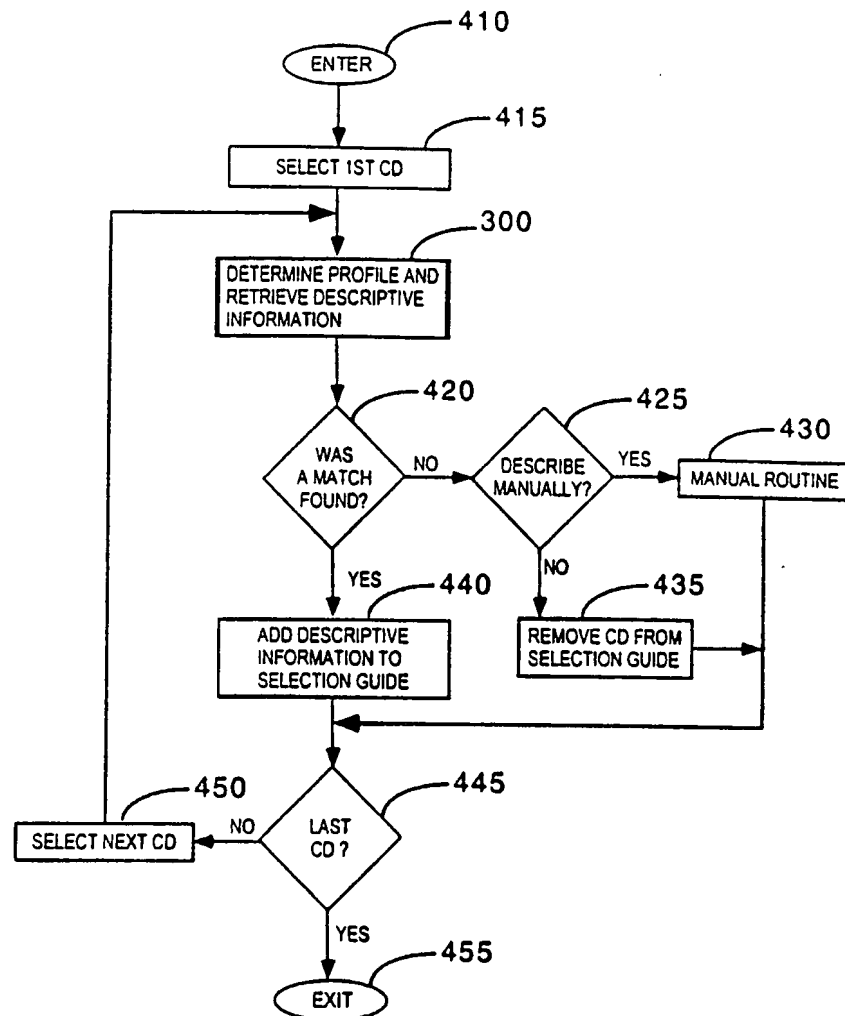 410
ENTER
415
SELECT 1ST CD
300
DETERMINE PROFILE AND
RETRIEVE DESCRIPTIVE
INFORMATION
420
WAS
A MATCH
FOUND?
NO
425
DESCRIBE
MANUALLY?
YES
430
MANUAL ROUTINE
YES
NO
440
ADD DESCRIPTIVE
INFORMATION TO
SELECTION GUIDE
435
REMOVE CD FROM
SELECTION GUIDE
445
LAST
CD ?
NO
450
SELECT NEXT CD
YES
455
EXIT